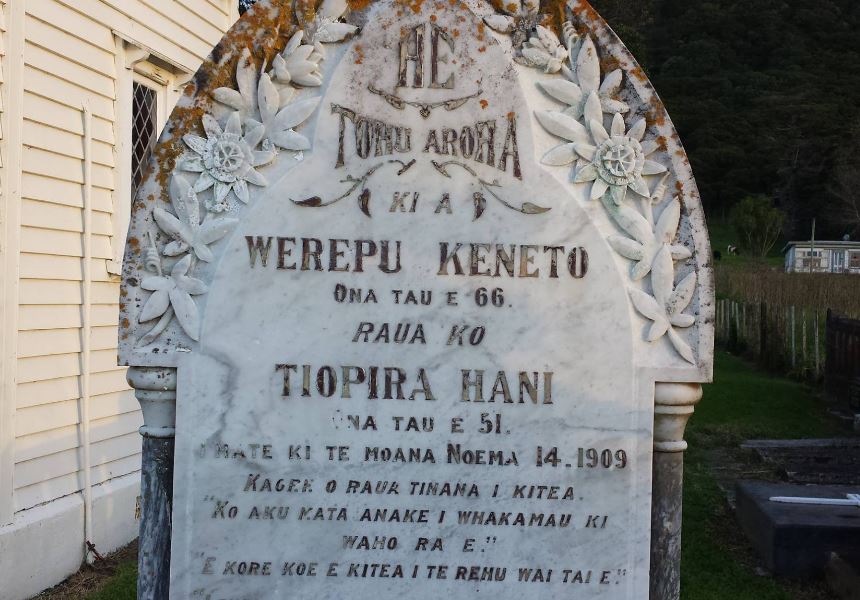 HE
TOHU AROHA
KI A
WEREPU KENETO
ONA TAU E 66.
RAUA KO
TIOPIRA HANI
ONA TAU E 51.
I MATE KI TE MOANA NOEMA 14.1909
KAORE O RAUA TINANA I KITEA.
"KO AKU KATA ANAKE I WHAKAMAU KI
WAHO RA E."
"E KORE KOE E KITEA I TE REHU WAI TAI E."